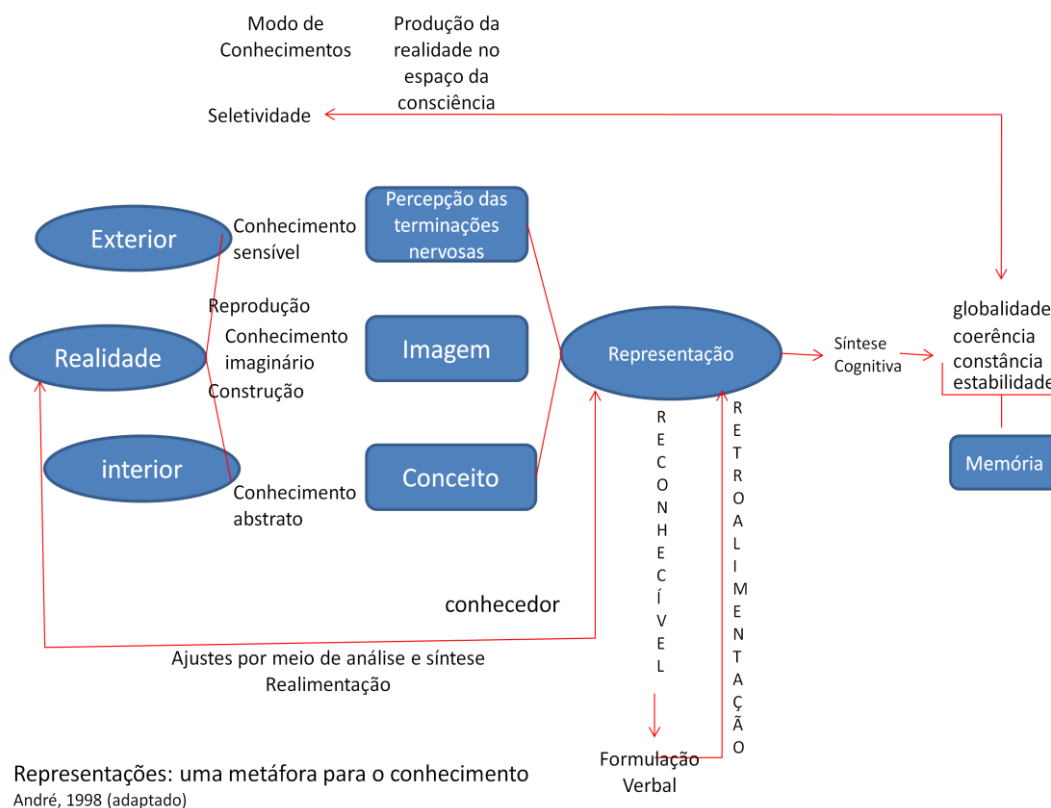 Modo de
Conhecimentos
Produção da
realidade no
espaço da
consciência
Seletividade
Exterior
Conhecimento
sensível
Percepção das
terminações
nervosas
Reprodução
Realidade
Conhecimento
imaginário
Construção
Imagem
Representação
Síntese
Cognitiva
globalidade
coerência
constância
estabilidade
interior
Conhecimento
abstrato
Conceito
Memória
RECONHECÍVEL
RETROALIMENTAÇÃO
conhecedor
Ajustes por meio de análise e síntese
Realimentação
Formulação
Verbal
Representações: uma metáfora para o conhecimento
André, 1998 (adaptado)